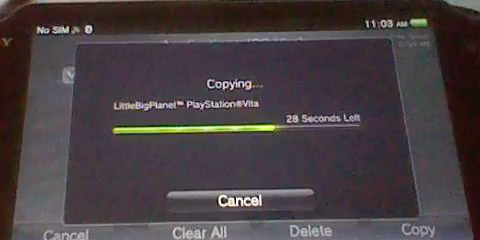 No SIM
11:03 AM
Copying...
LittleBigPlanet™ PlayStation®Vita
28 Seconds Left
Cancel
Cancel Clear All Delete Copy